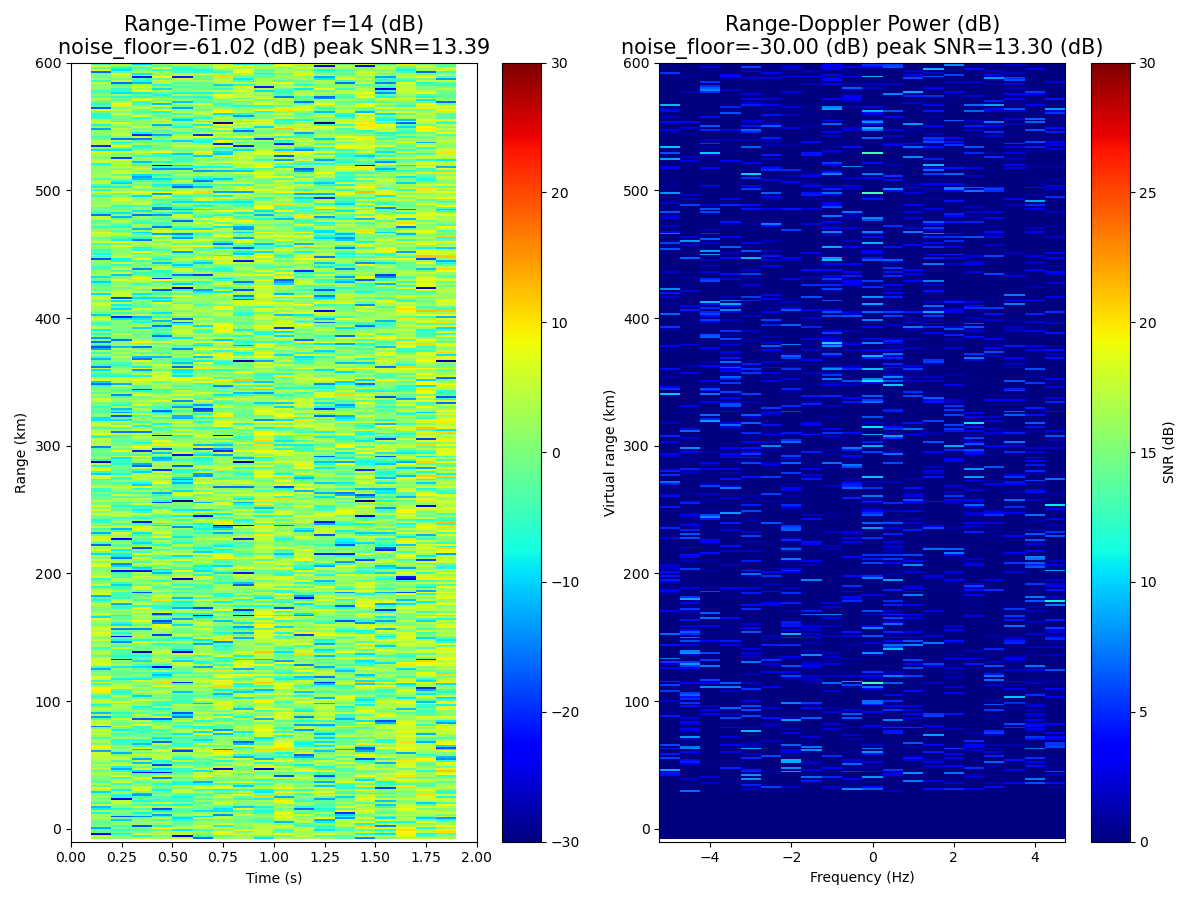 Range-Time Power f=14 (dB)
noise_floor=-61.02 (dB) peak SNR=13.39
Range-Doppler Power (dB)
noise_floor=-30.00 (dB) peak SNR=13.30 (dB)
600
500
400
300
200
100
0
Range (km)
0.00 0.25 0.50 0.75 1.00 1.25 1.50 1.75 2.00
Time (s)
30
20
10
0
−10
−20
−30
600
500
400
300
200
100
0
Virtual range (km)
−4 −2 0 2 4
Frequency (Hz)
30
25
20
15
10
5
0
SNR (dB)